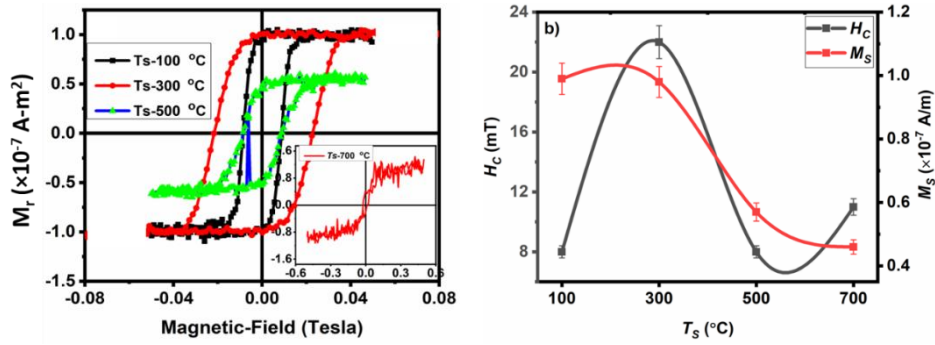 1.5
1.0
0.5
0.0
-0.5
-1.0
-1.5
Mr (×10⁻⁷ A-m²)
Ts-100 °C
Ts-300 °C
Ts-500 °C
Ts-700 °C
1.6
0.8
0.0
-0.8
-1.6
-0.6 -0.3 0.0 0.3 0.6
-0.08 -0.04 0.00 0.04 0.08
Magnetic-Field (Tesla)
b)
HC
MS
24
20
16
12
8
HC (mT)
1.2
1.0
0.8
0.6
0.4
MS (×10⁻⁷ A/m)
100 300 500 700
TS (°C)